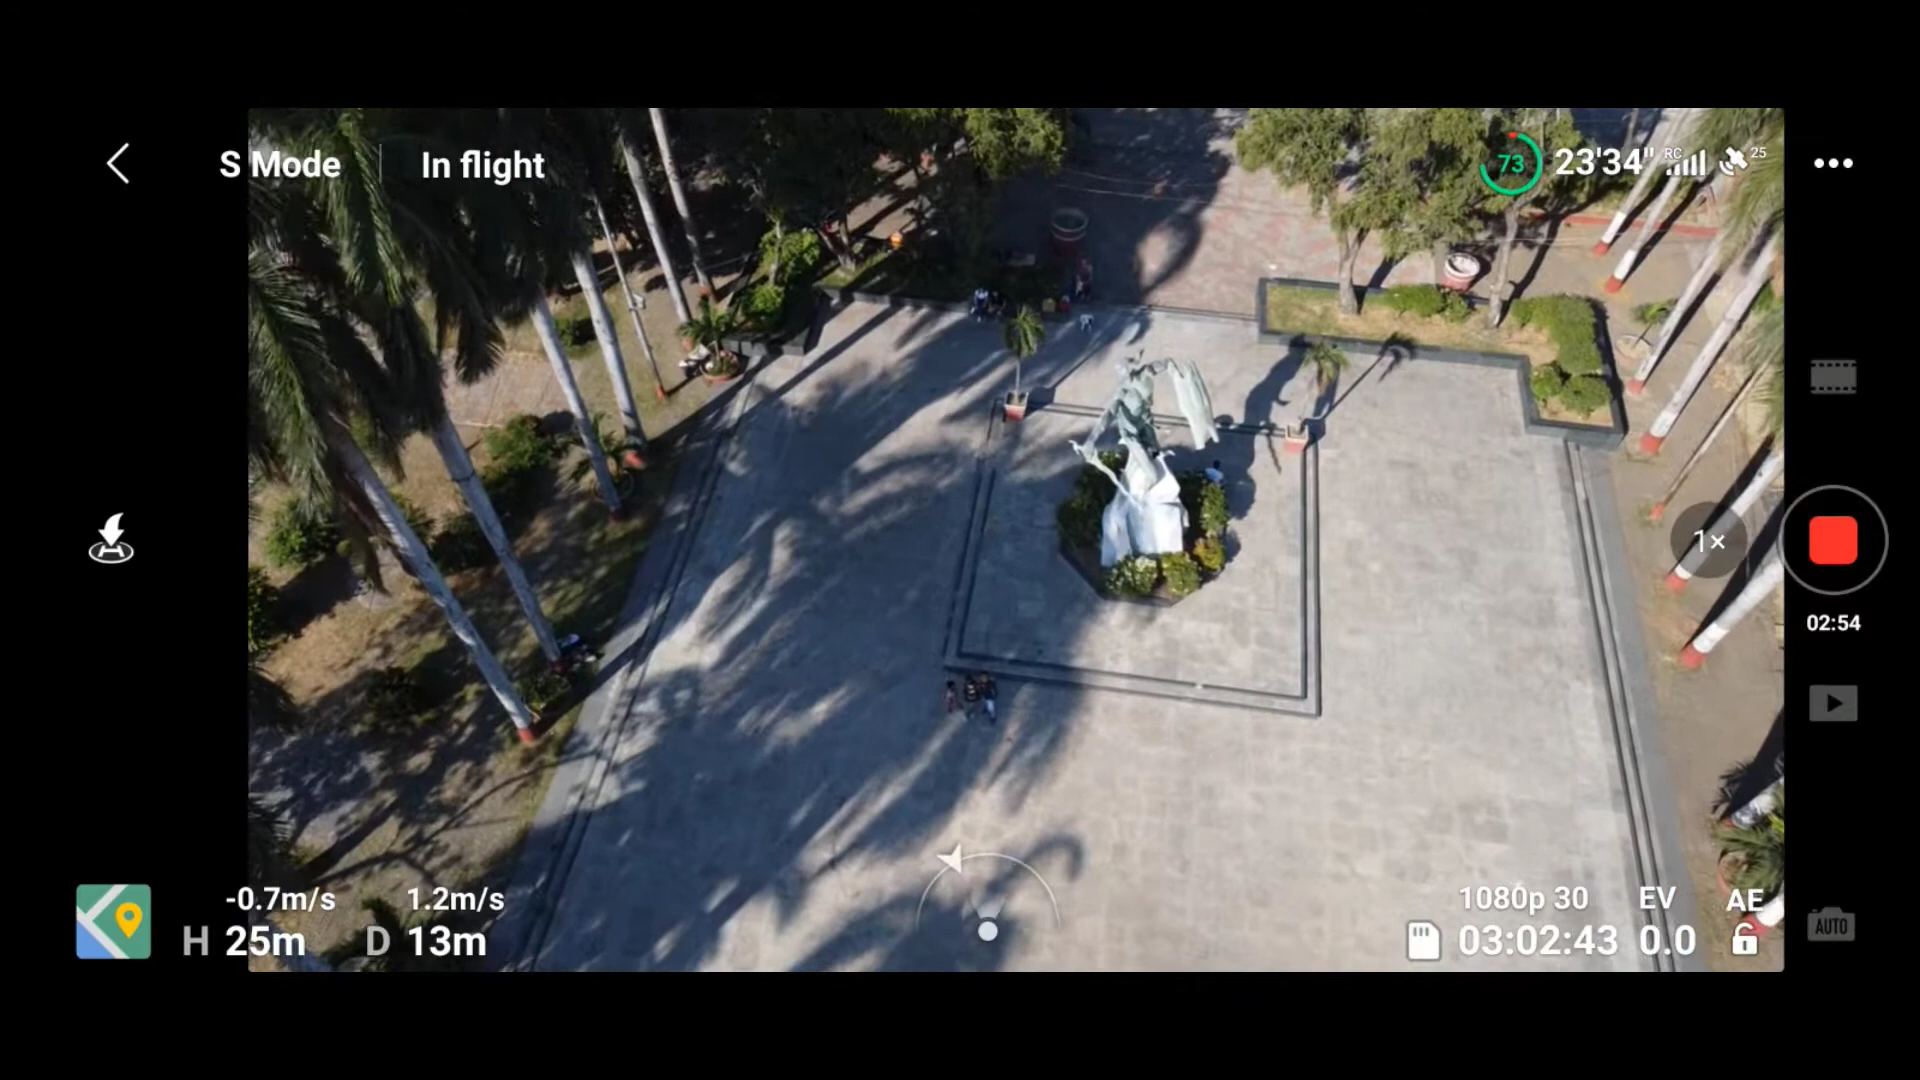 S Mode
In flight
73
23'34"
RC
25
1×
02:54
-0.7m/s
1.2m/s
H 25m
D 13m
1080p 30
EV
AE
03:02:43
0.0
AUTO